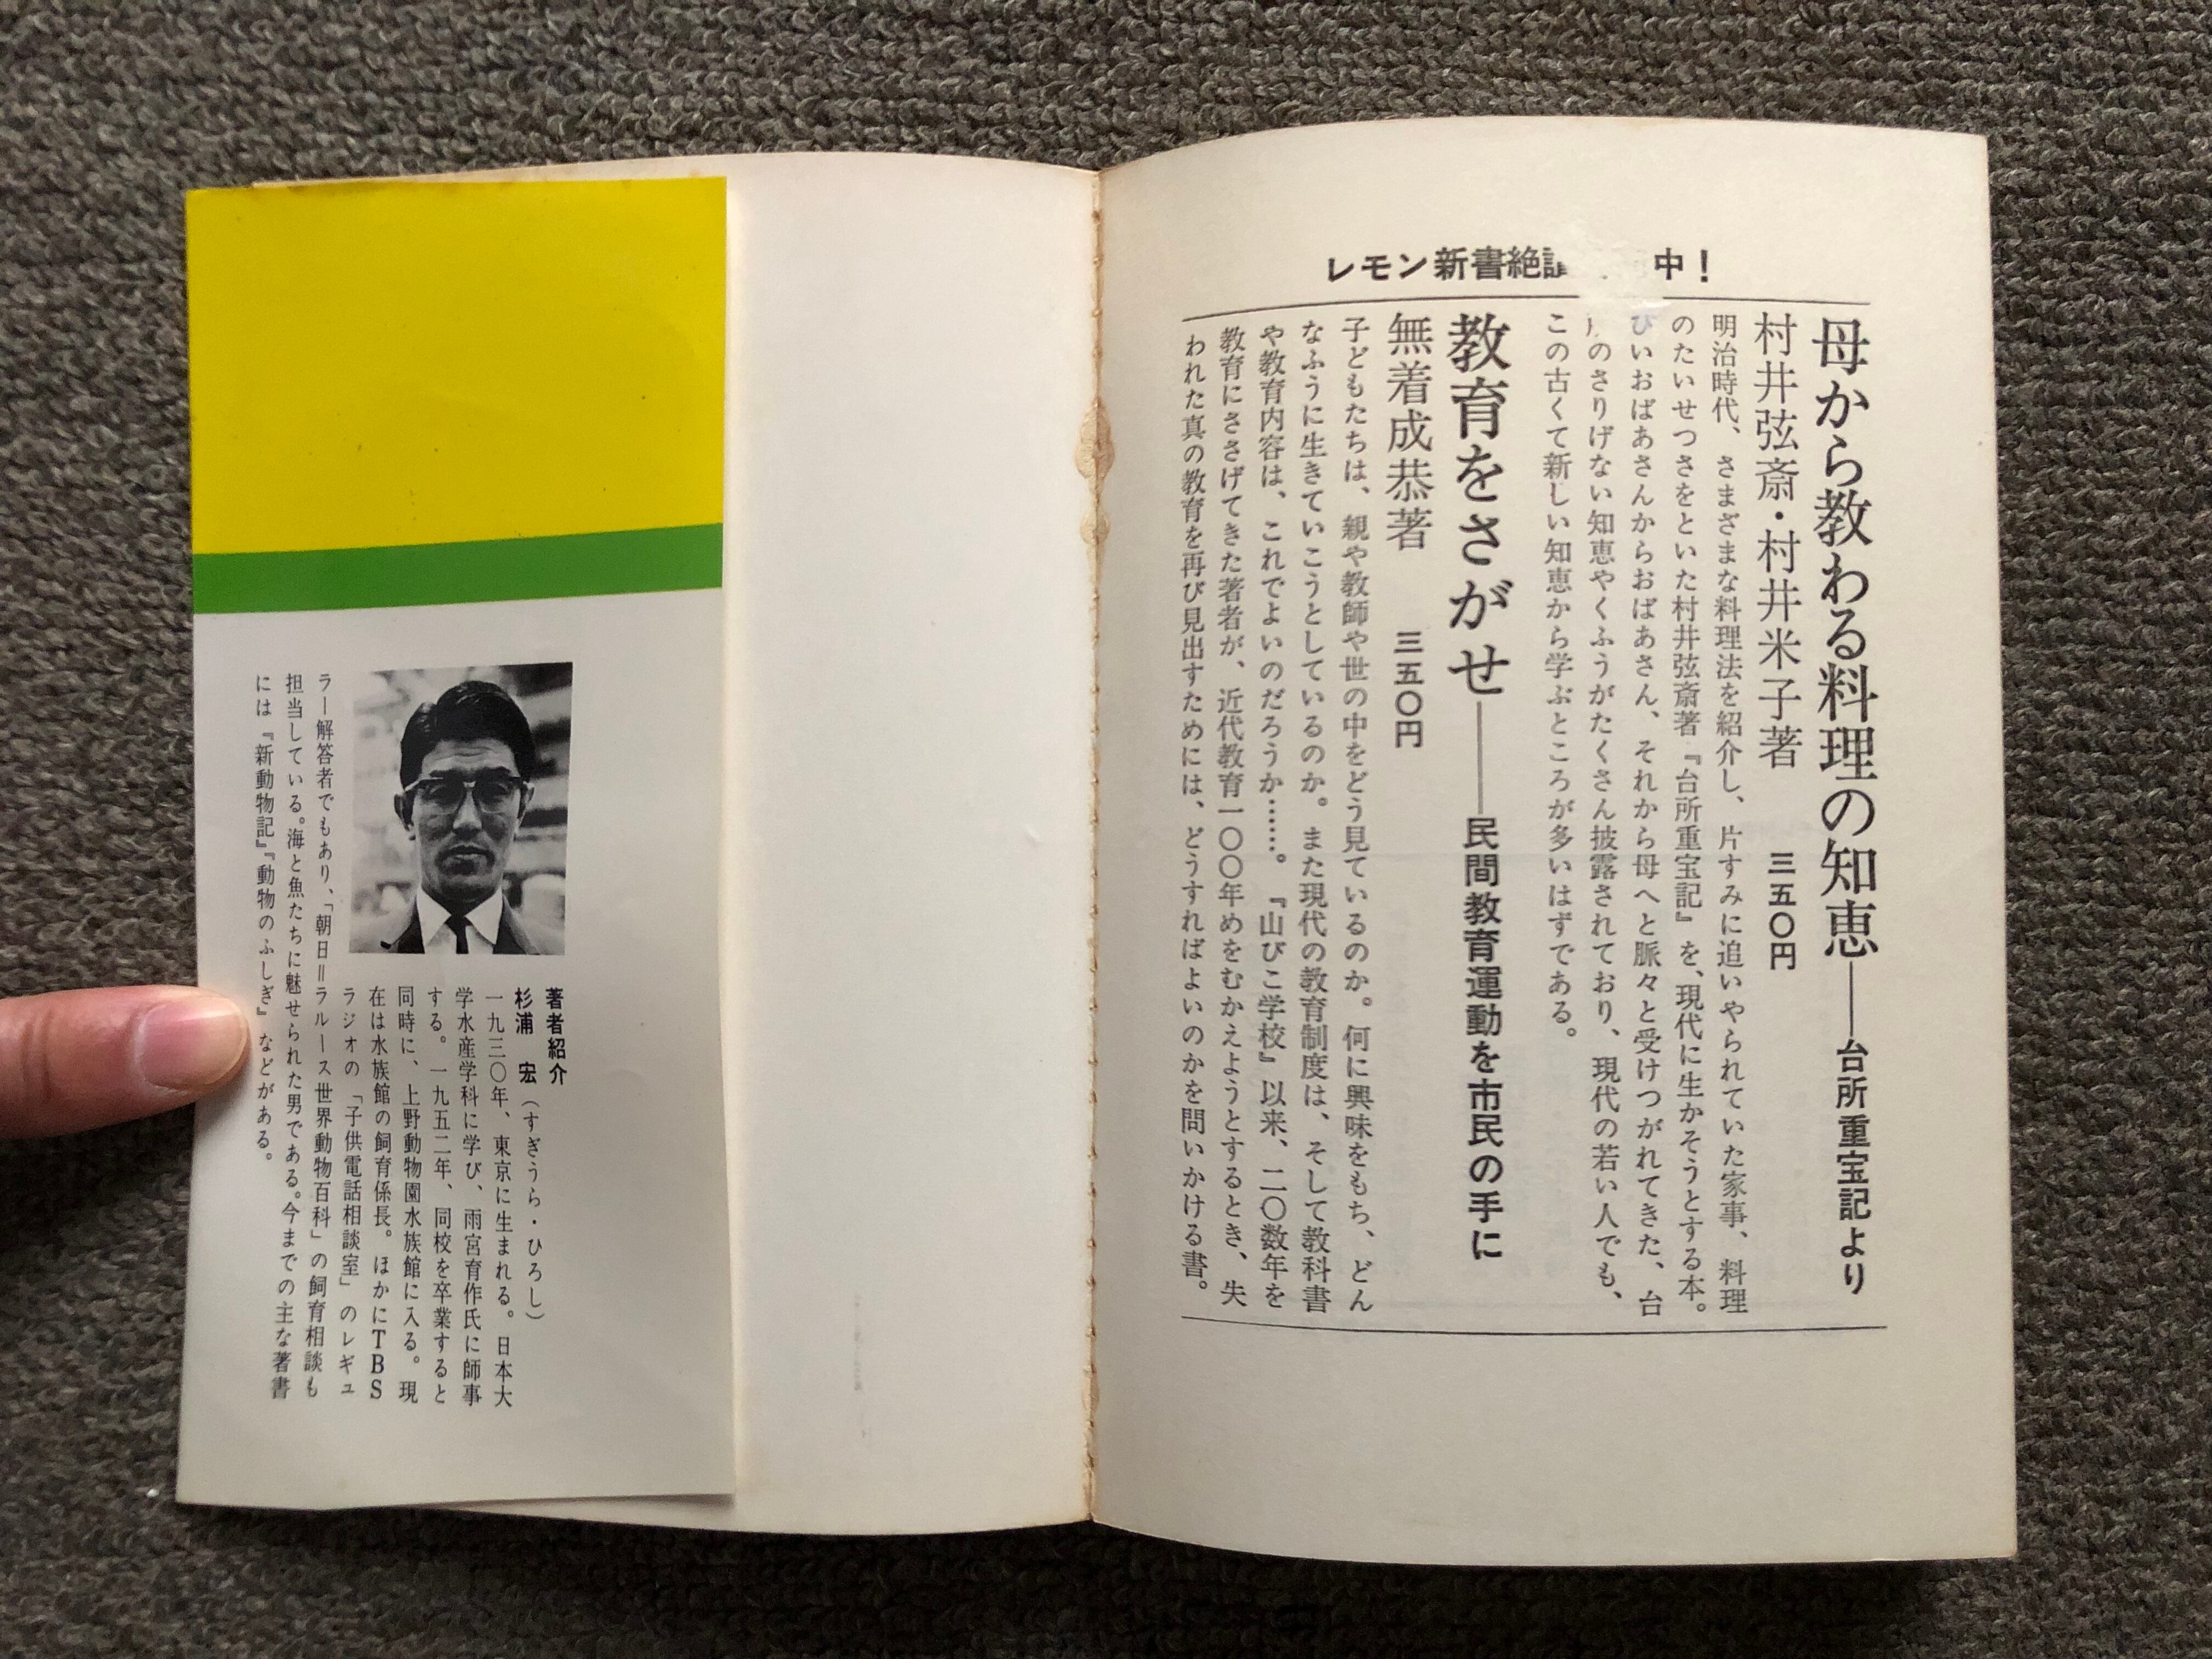 レモン新書絶 中!
母から教わる料理の知恵――台所重宝記より
村井弦斎・村井米子著 三五〇円
明治時代、さまざまな料理法を紹介し、片すみに追いやられていた家事、料理
のたいせつさをといた村井弦斎著『台所重宝記』を、現代に生かそうとする本。
ひいおばあさんからおばあさん、それから母へと脈々と受けつがれてきた、台
のさりげない知恵やくふうがたくさん披露されており、現代の若い人でも、
この古くて新しい知恵から学ぶところが多いはずである。
教育をさがせ――民間教育運動を市民の手に
無着成恭著 三五〇円
子どもたちは、親や教師や世の中をどう見ているのか。何に興味をもち、どん
なふうに生きていこうとしているのか。また現代の教育制度は、そして教科書
や教育内容は、これでよいのだろうか……。『山びこ学校』以来、二〇数年を
教育にささげてきた著者が、近代教育一〇〇年めをむかえようとするとき、失
われた真の教育を再び見出すためには、どうすればよいのかを問いかける書。
著者紹介
杉浦 宏(すぎうら・ひろし)
一九三〇年、東京に生まれる。日本大
学水産学科に学び、雨宮育作氏に師事
する。一九五二年、同校を卒業すると
同時に、上野動物園水族館に入る。現
在は水族館の飼育係長。ほかにTBS
ラジオの「子供電話相談室」のレギュ
ラー解答者でもあり、「朝日=ラルース世界動物百科」の飼育相談も
担当している。海と魚たちに魅せられた男である。今までの主な著書
には『新動物記』『動物のふしぎ』などがある。